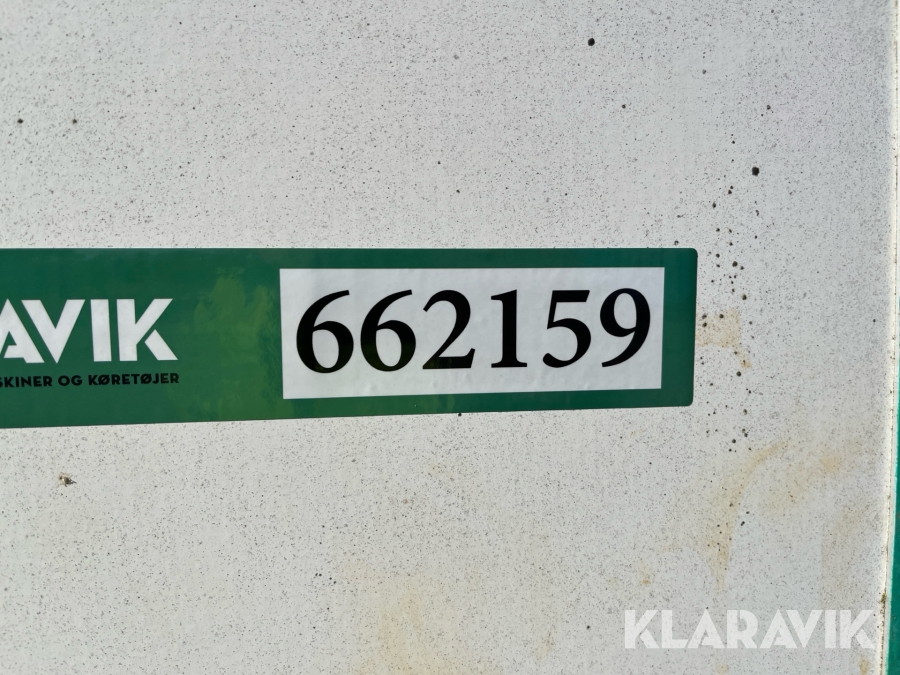 AVIK
SKINER OG KØRETØJER
662159
KLARAVIK